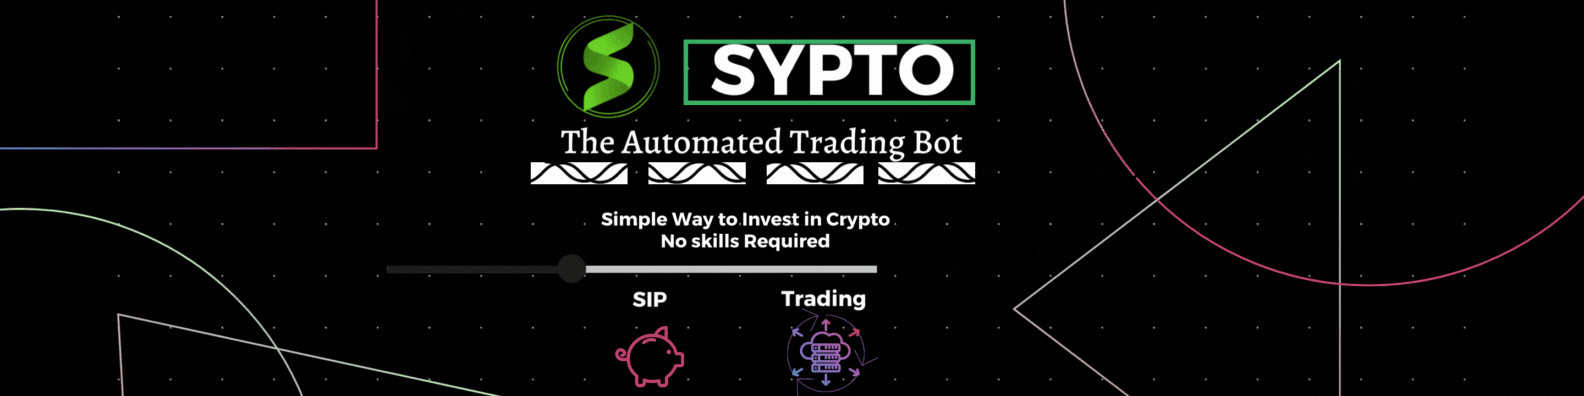 SYPTO
The Automated Trading Bot
Simple Way to Invest in Crypto
No skills Required
SIP
Trading